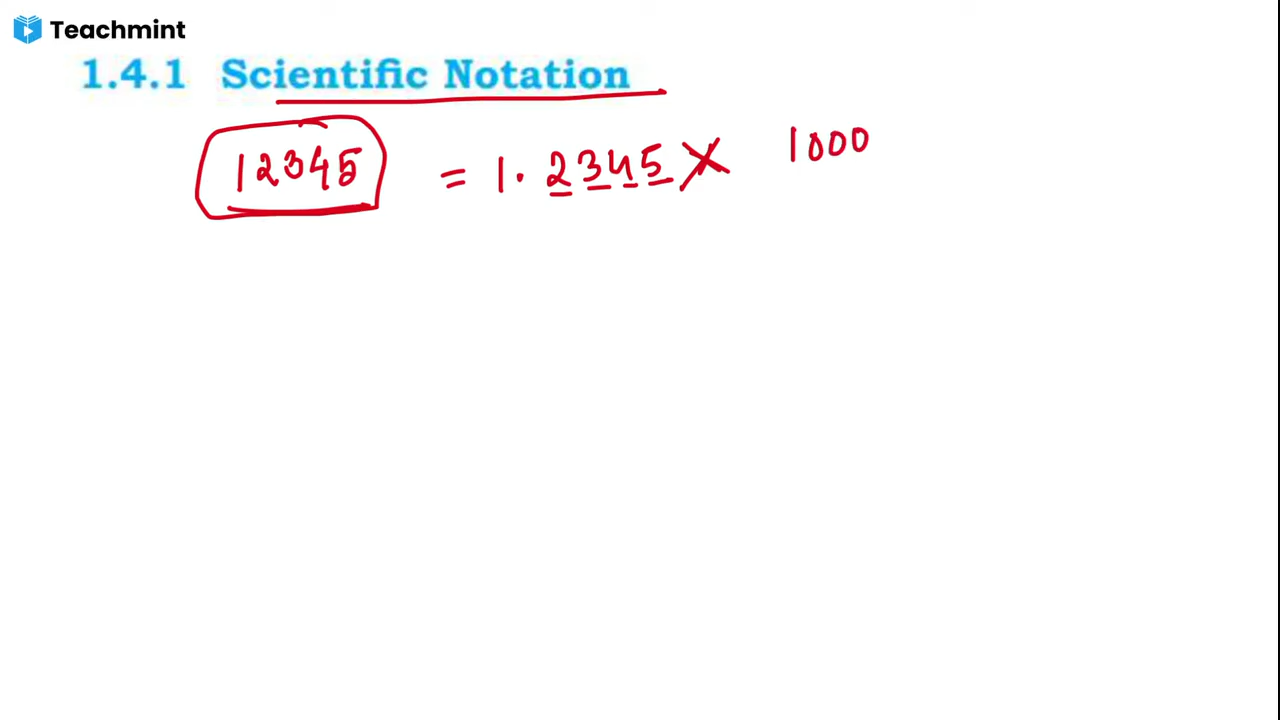 Teachmint
1.4.1 Scientific Notation
12345 = 1.2345 X 1000